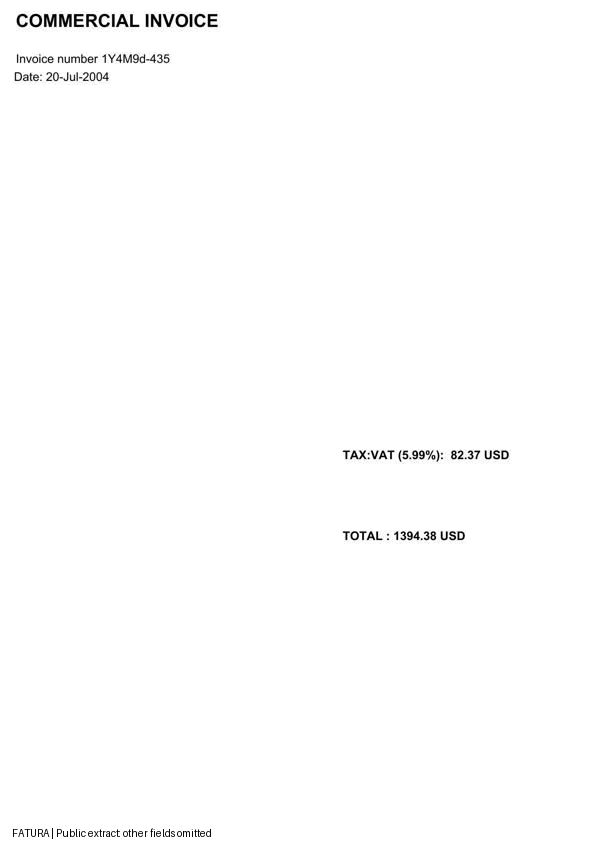 COMMERCIAL INVOICE
Invoice number 1Y4M9d-435
Date: 20-Jul-2004
TAX:VAT (5.99%): 82.37 USD
TOTAL : 1394.38 USD
FATURA | Public extract: other fields omitted